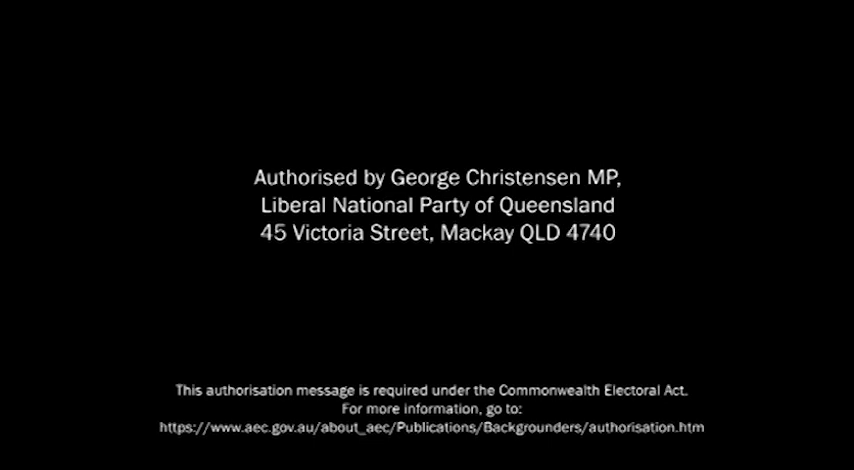 Authorised by George Christensen MP,
Liberal National Party of Queensland
45 Victoria Street, Mackay QLD 4740
This authorisation message is required under the Commonwealth Electoral Act.
For more information, go to:
https://www.aec.gov.au/about_aec/Publications/Backgrounders/authorisation.htm